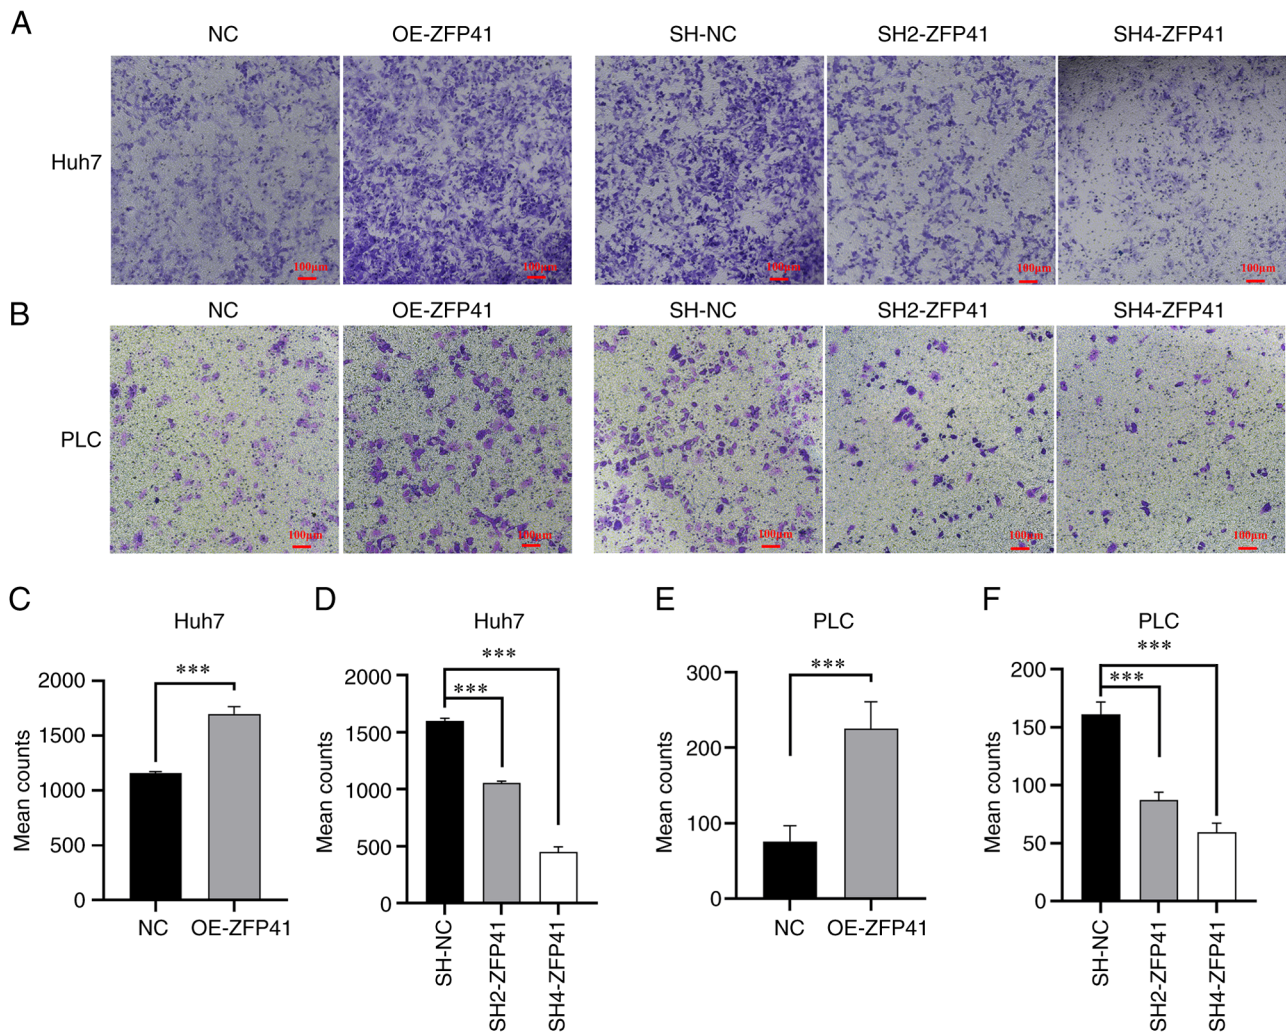 A
NC OE-ZFP41 SH-NC SH2-ZFP41 SH4-ZFP41
Huh7
100μm 100μm 100μm 100μm 100μm
B
NC OE-ZFP41 SH-NC SH2-ZFP41 SH4-ZFP41
PLC
100μm 100μm 100μm 100μm 100μm
C
Huh7
Mean counts
2000
1500
1000
500
0
***
NC OE-ZFP41
D
Huh7
Mean counts
2000
1500
1000
500
0
***
***
SH-NC
SH2-ZFP41
SH4-ZFP41
E
PLC
Mean counts
300
200
100
0
***
NC OE-ZFP41
F
PLC
Mean counts
200
150
100
50
0
***
***
SH-NC
SH2-ZFP41
SH4-ZFP41